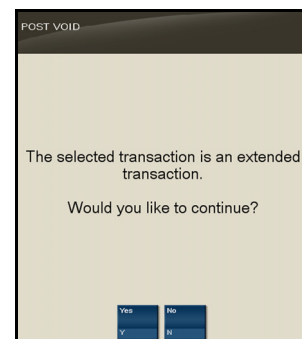 POST VOID
The selected transaction is an extended
transaction.
Would you like to continue?
Yes No
Y N